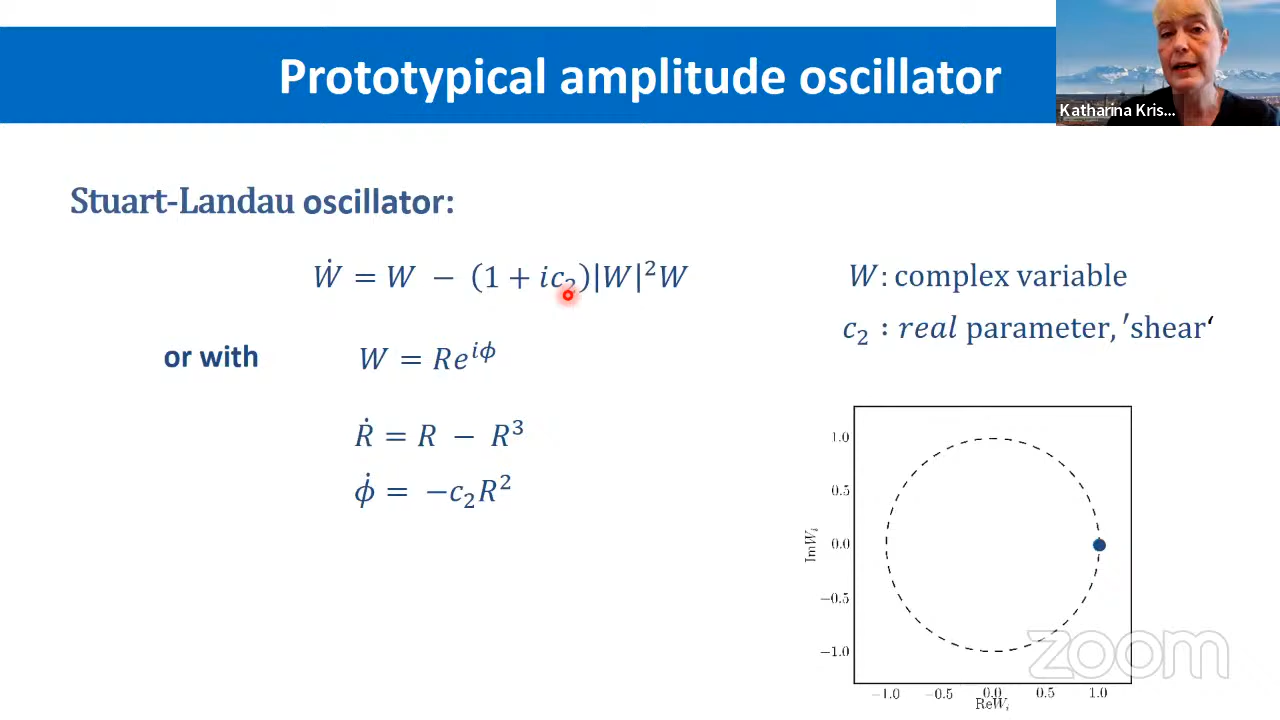 Prototypical amplitude oscillator
Katharina Kris...
Stuart-Landau oscillator:
Ẇ = W − (1 + ic₂)|W|²W
W: complex variable
c₂ : real parameter, ′shear‘
or with W = Re^{iϕ}
Ṙ = R − R³
ϕ̇ = −c₂R²
1.0
0.5
0.0
−0.5
−1.0
ImWᵢ
−1.0 −0.5 0.0 0.5 1.0
ReWᵢ
zoom